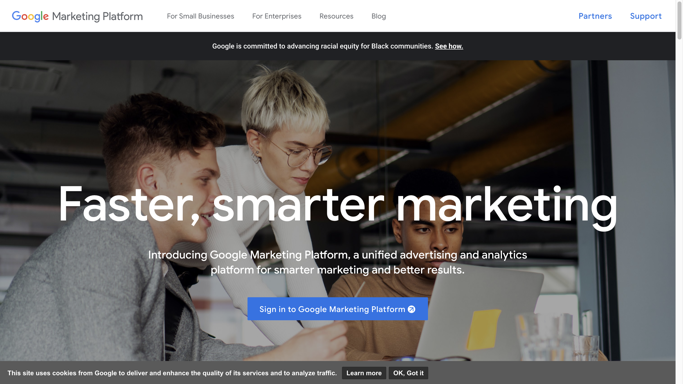 Google Marketing Platform
For Small Businesses
For Enterprises
Resources
Blog
Partners
Support
Google is committed to advancing racial equity for Black communities. See how.
Faster, smarter marketing
Introducing Google Marketing Platform, a unified advertising and analytics
platform for smarter marketing and better results.
Sign in to Google Marketing Platform
This site uses cookies from Google to deliver and enhance the quality of its services and to analyze traffic.
Learn more
OK, Got it